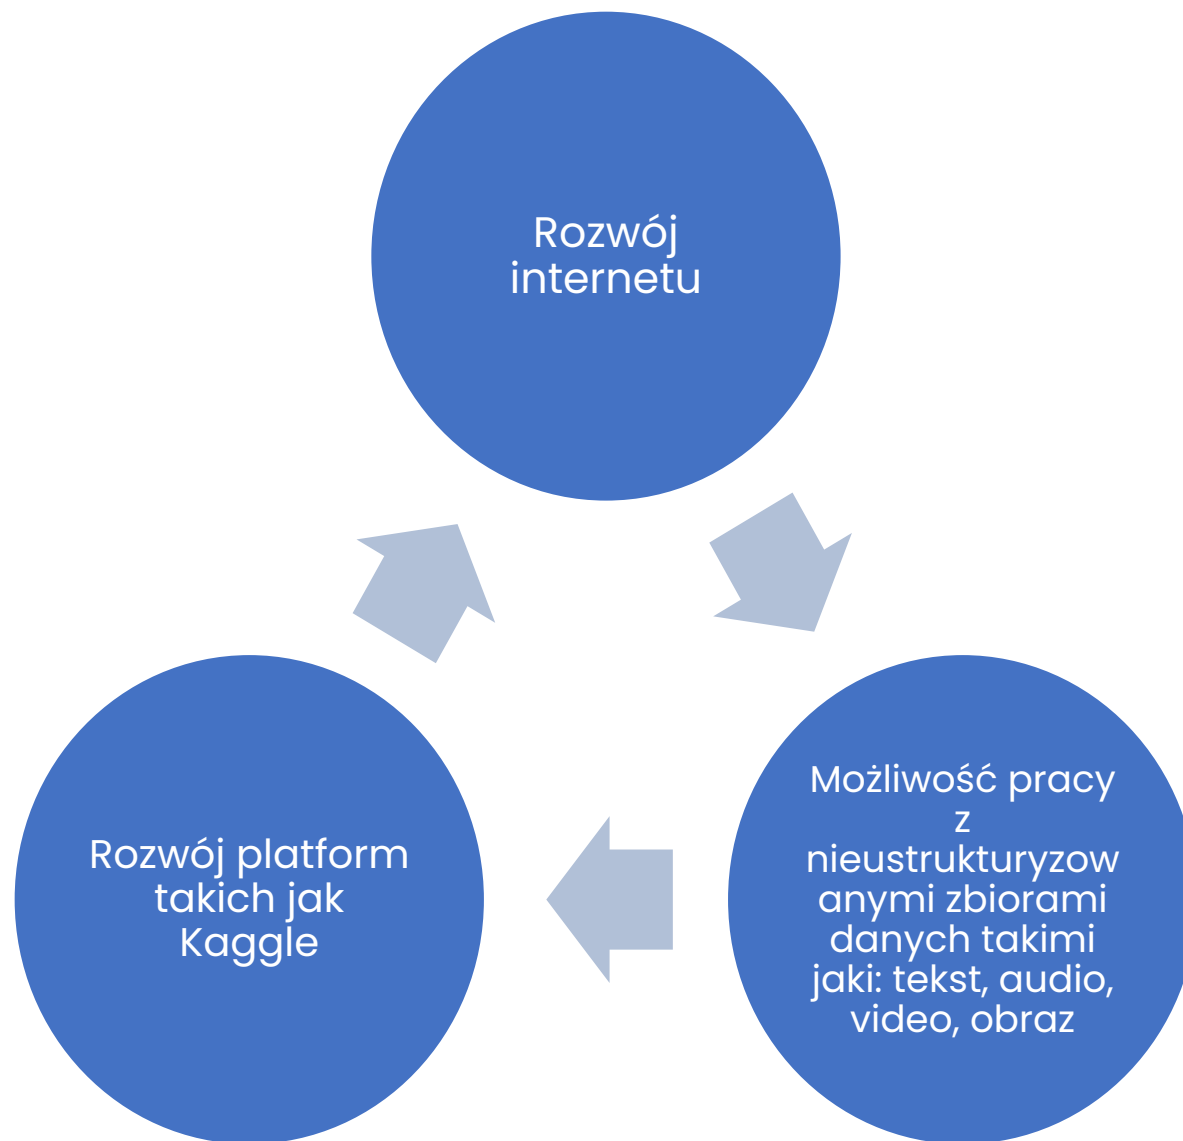 Rozwój
internetu
Możliwość pracy
z
nieustrukturyzow
anymi zbiorami
danych takimi
jaki: tekst, audio,
video, obraz
Rozwój platform
takich jak
Kaggle